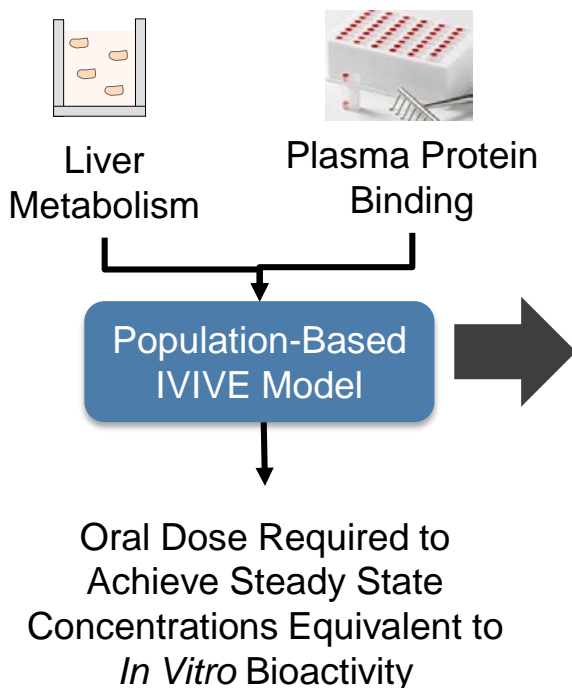 Liver
Metabolism
Plasma Protein
Binding
Population-Based
IVIVE Model
Oral Dose Required to
Achieve Steady State
Concentrations Equivalent to
In Vitro Bioactivity